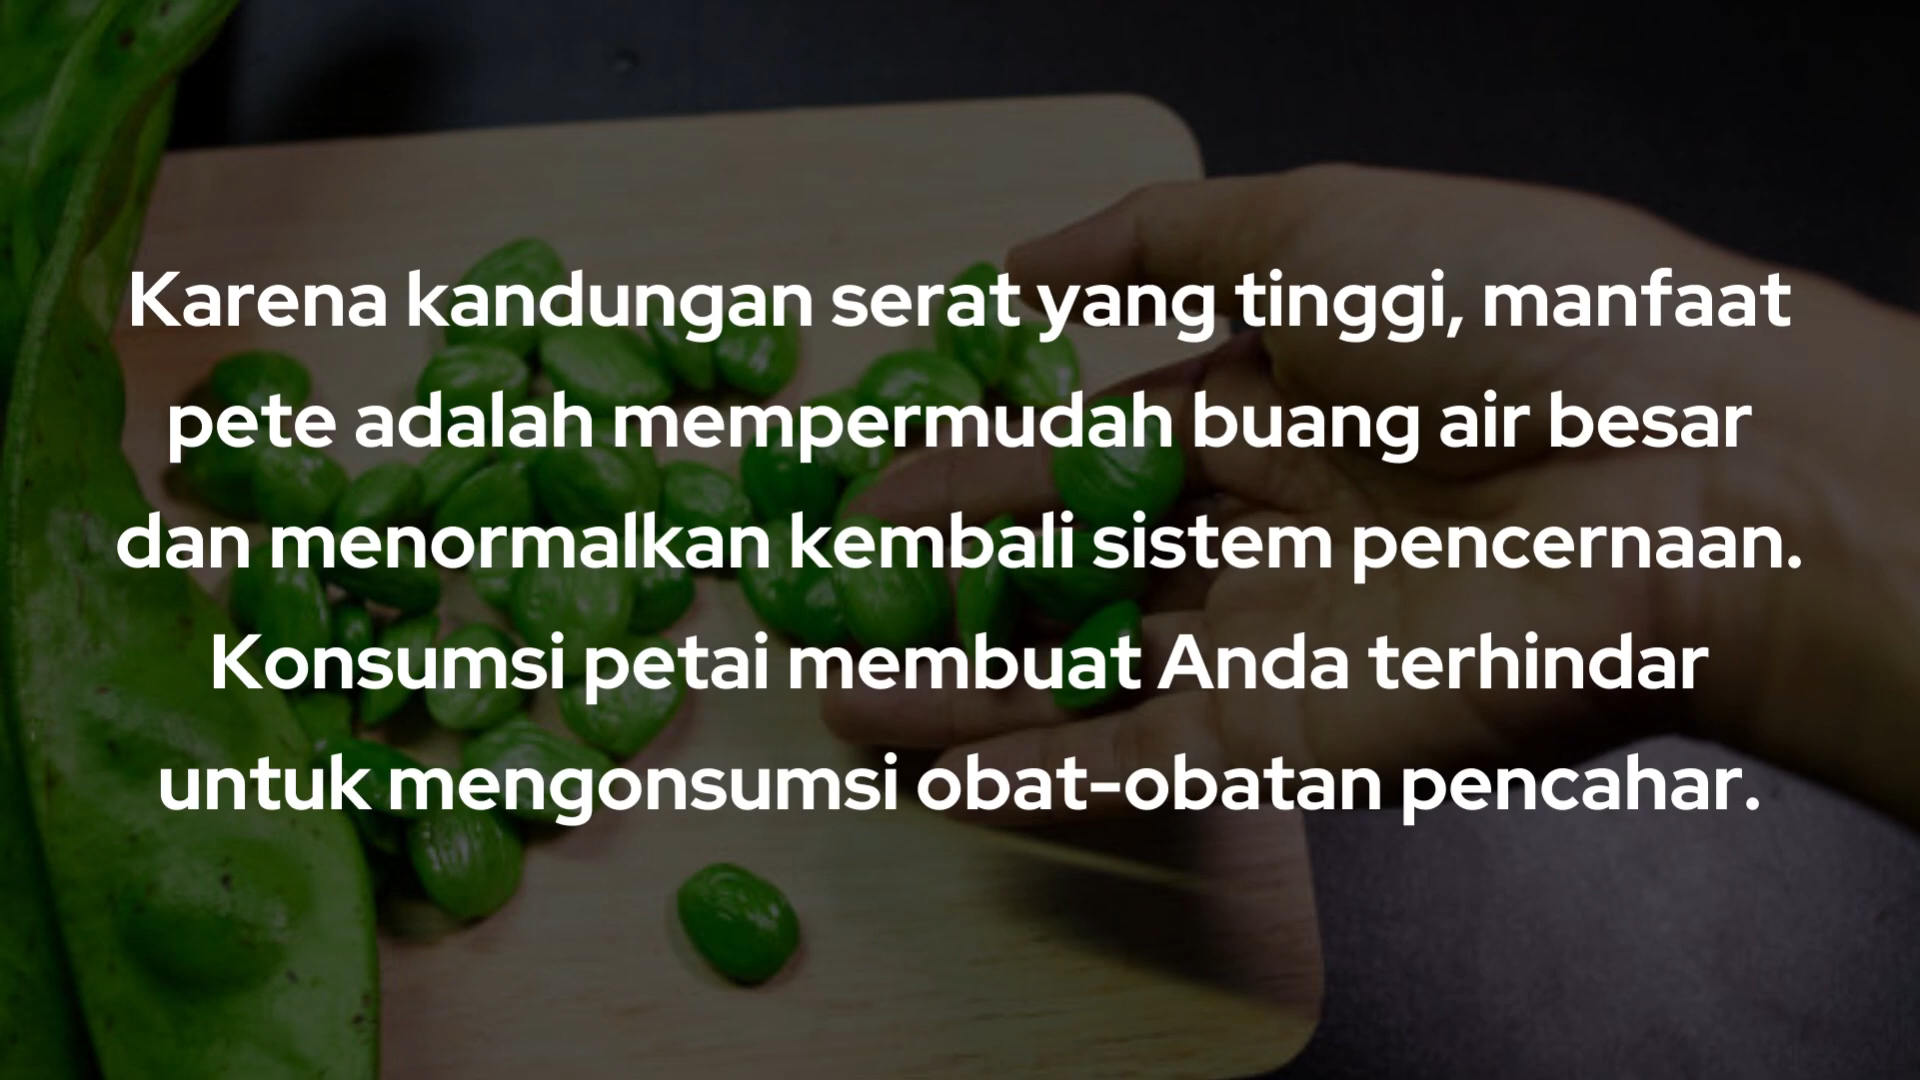 Karena kandungan serat yang tinggi, manfaat
pete adalah mempermudah buang air besar
dan menormalkan kembali sistem pencernaan.
Konsumsi petai membuat Anda terhindar
untuk mengonsumsi obat-obatan pencahar.